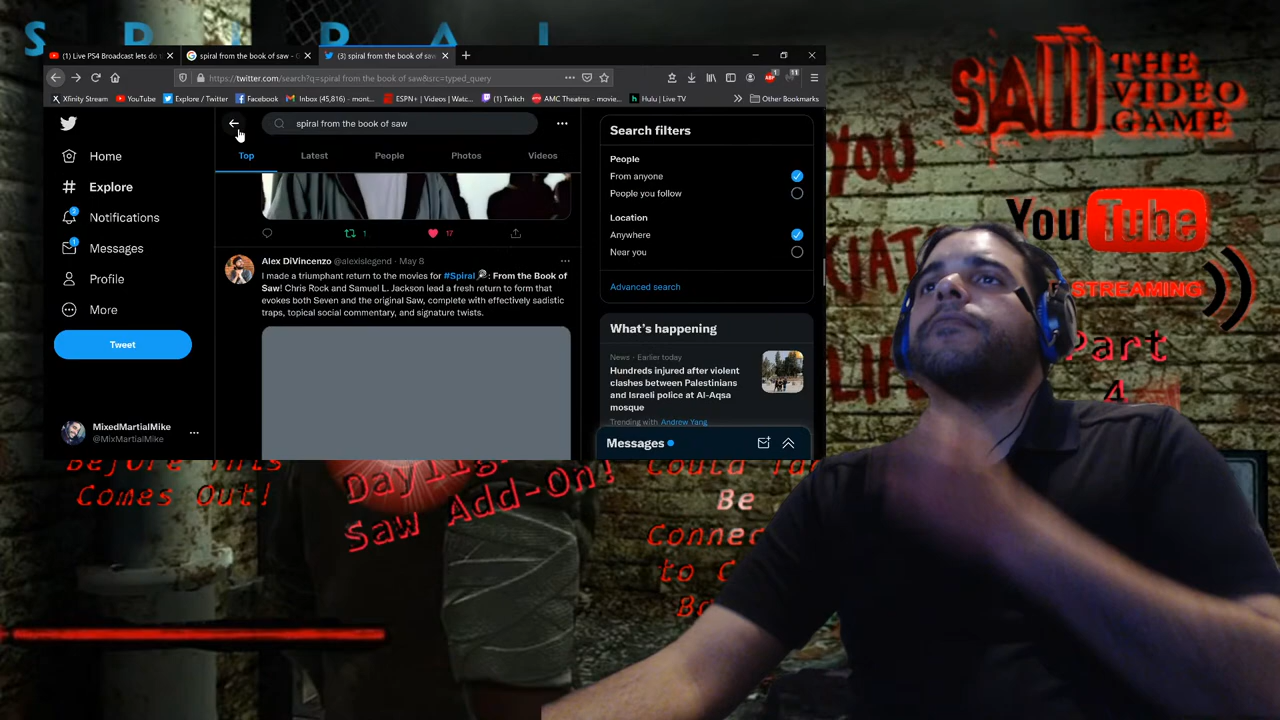 SPIRAL
(1) Live PS4 Broadcast lets do t
spiral from the book of saw - G
(3) spiral from the book of saw
https://twitter.com/search?q=spiral from the book of saw&src=typed_query
Xfinity Stream YouTube Explore / Twitter Facebook Inbox (45,816) - mont... ESPN+ | Videos | Watc... (1) Twitch AMC Theatres - movie... Hulu | Live TV Other Bookmarks
spiral from the book of saw
Top Latest People Photos Videos
Home
Explore
Notifications
Messages
Profile
More
Tweet
MixedMartialMike
@MixMartialMike
1 17
Alex DiVincenzo @alexislegend · May 8
I made a triumphant return to the movies for #Spiral : From the Book of
Saw! Chris Rock and Samuel L. Jackson lead a fresh return to form that
evokes both Seven and the original Saw, complete with effectively sadistic
traps, topical social commentary, and signature twists.
Search filters
People
From anyone
People you follow
Location
Anywhere
Near you
Advanced search
What's happening
News · Earlier today
Hundreds injured after violent
clashes between Palestinians
and Israeli police at Al-Aqsa
mosque
Trending with Andrew Yang
Messages
SAW THE
VIDEO
GAME
YOU
YouTube
STREAMING
Part
4
Before This
Comes Out!
Saw Add-On!
Could
Be
to